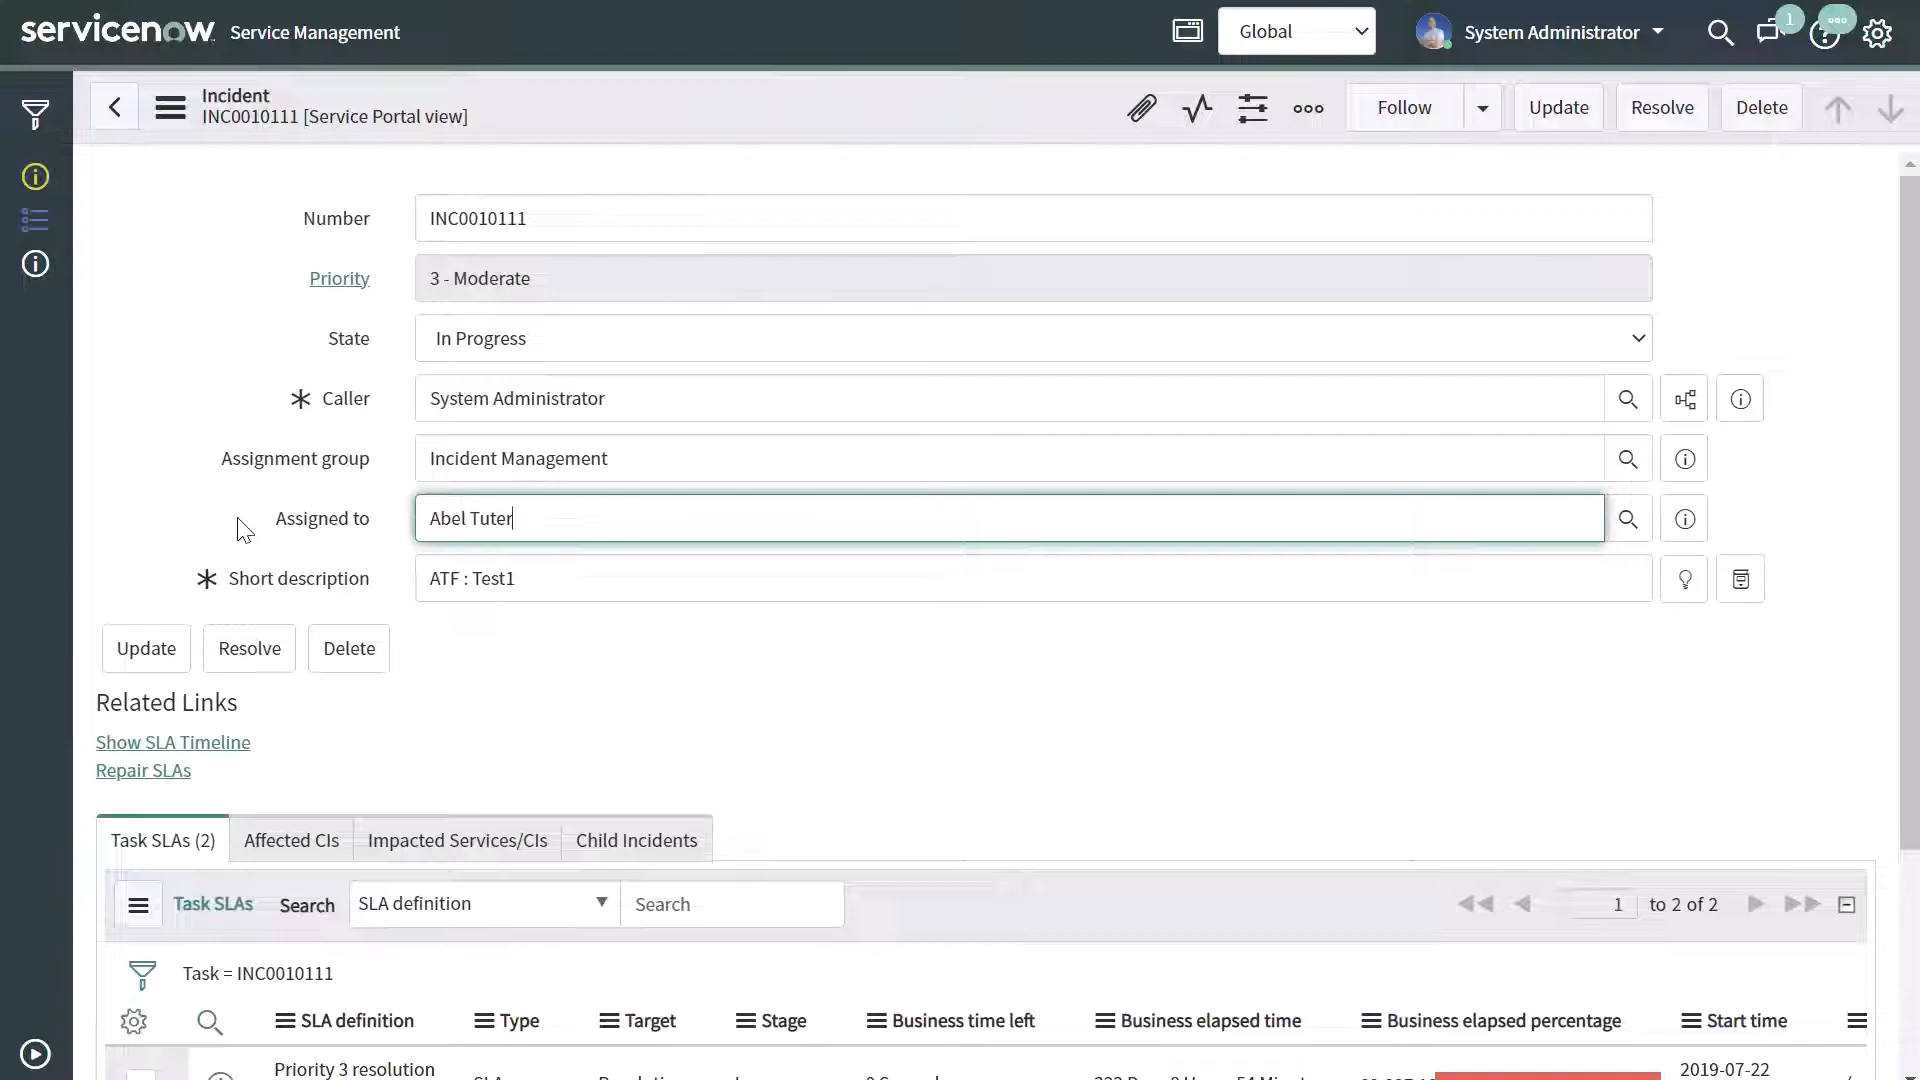 servicenow Service Management
Global
System Administrator
1
Incident
INC0010111 [Service Portal view]
Follow
Update
Resolve
Delete
Number
INC0010111
Priority
3 - Moderate
State
In Progress
Caller
System Administrator
Assignment group
Incident Management
Assigned to
Abel Tuter
Short description
ATF : Test1
Update
Resolve
Delete
Related Links
Show SLA Timeline
Repair SLAs
Task SLAs (2)
Affected CIs
Impacted Services/CIs
Child Incidents
Task SLAs
Search
SLA definition
Search
1 to 2 of 2
Task = INC0010111
SLA definition
Type
Target
Stage
Business time left
Business elapsed time
Business elapsed percentage
Start time
Priority 3 resolution
2019-07-22